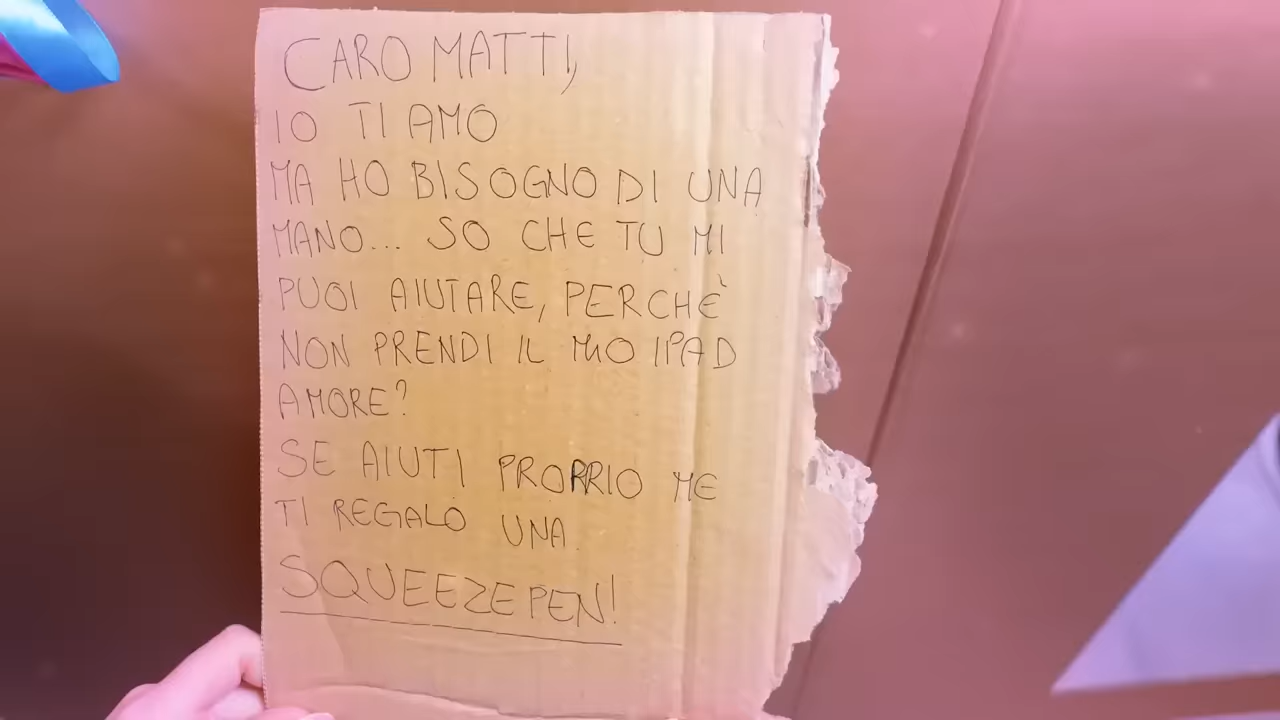 CARO MATTI,
IO TI AMO
MA HO BISOGNO DI UNA
MANO... SO CHE TU MI
PUOI AIUTARE, PERCHÈ
NON PRENDI IL MIO IPAD
AMORE?
SE AIUTI PROPRIO ME
TI REGALO UNA
SQUEEZE PEN!